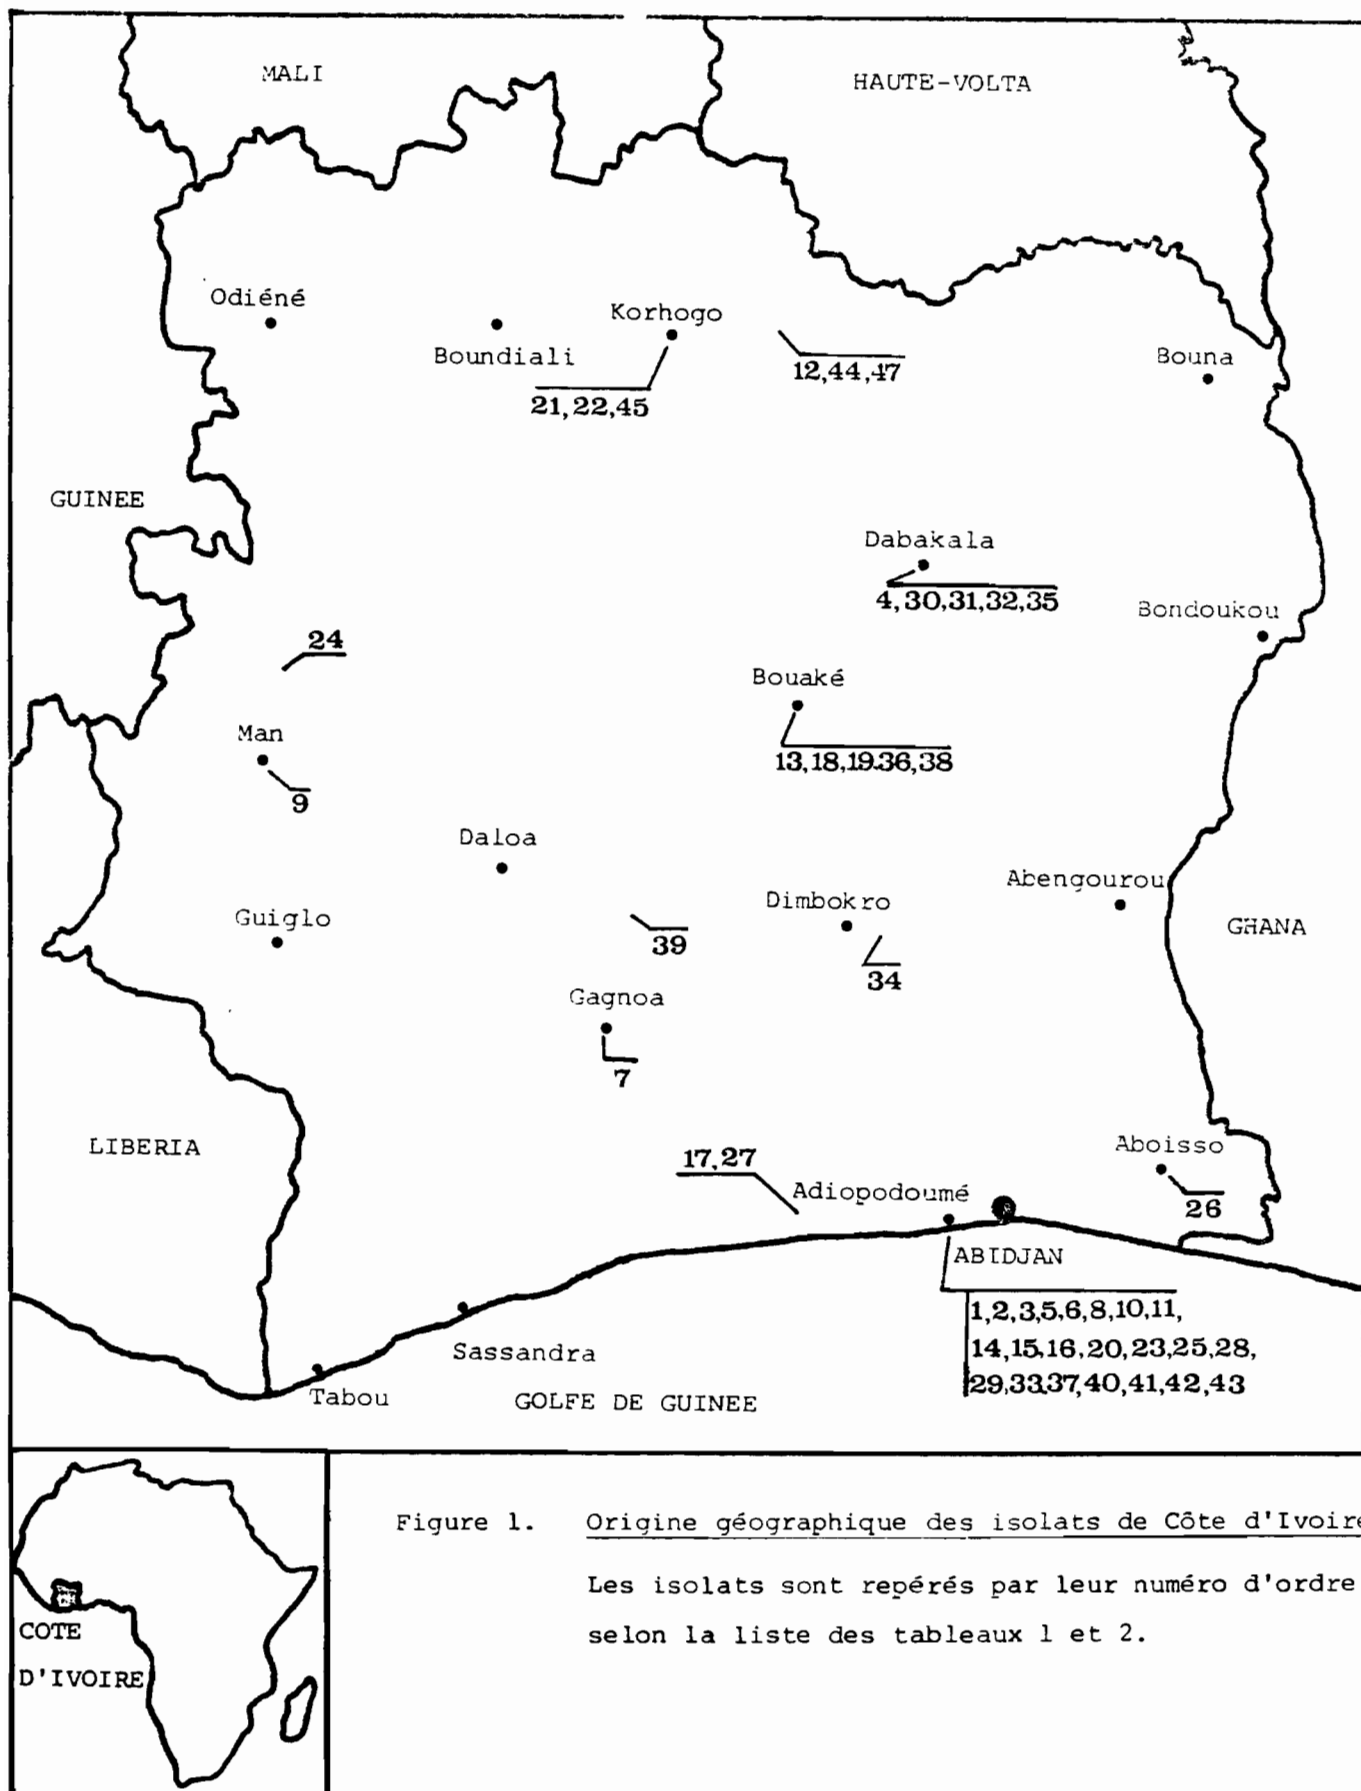 MALI
HAUTE-VOLTA
Odiéné
Korhogo
Boundiali
12,44,47
Bouna
21,22,45
GUINEE
Dabakala
4,30,31,32,35
Bondoukou
24
Bouaké
Man
13,18,19.36,38
9
Daloa
Abengourou
Dimbokro
Guiglo
GHANA
39
34
Gagnoa
7
LIBERIA
Aboisso
17,27
Adiopodoumé
26
ABIDJAN
1,2,3,5,6,8,10,11,
14,15,16,20,23,25,28,
29,33,37,40,41,42,43
Sassandra
Tabou
GOLFE DE GUINEE
COTE
D'IVOIRE
Figure 1. Origine géographique des isolats de Côte d'Ivoire
Les isolats sont repérés par leur numéro d'ordre
selon la liste des tableaux 1 et 2.